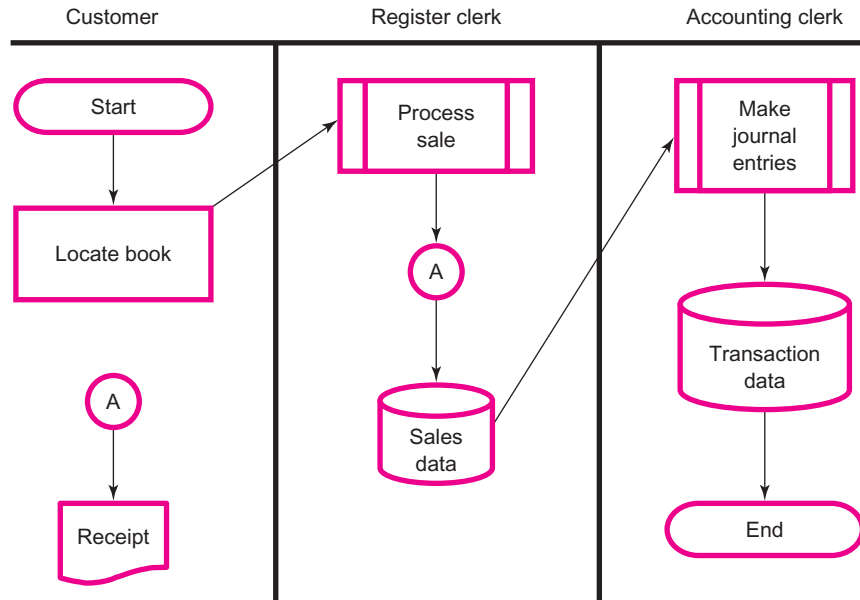 Customer
Register clerk
Accounting clerk
Start
Locate book
A
Receipt
Process
sale
A
Sales
data
Make
journal
entries
Transaction
data
End